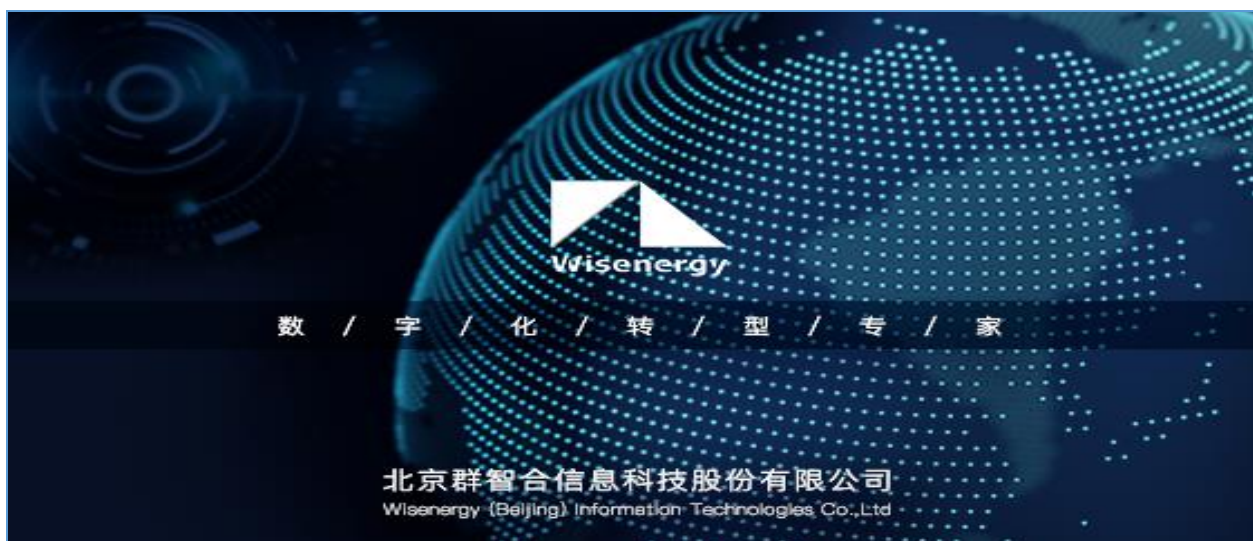 Wisenergy
数 / 字 / 化 / 转 / 型 / 专 / 家
北京群智合信息科技股份有限公司
Wisenergy (Beijing) Information Technologies Co.,Ltd